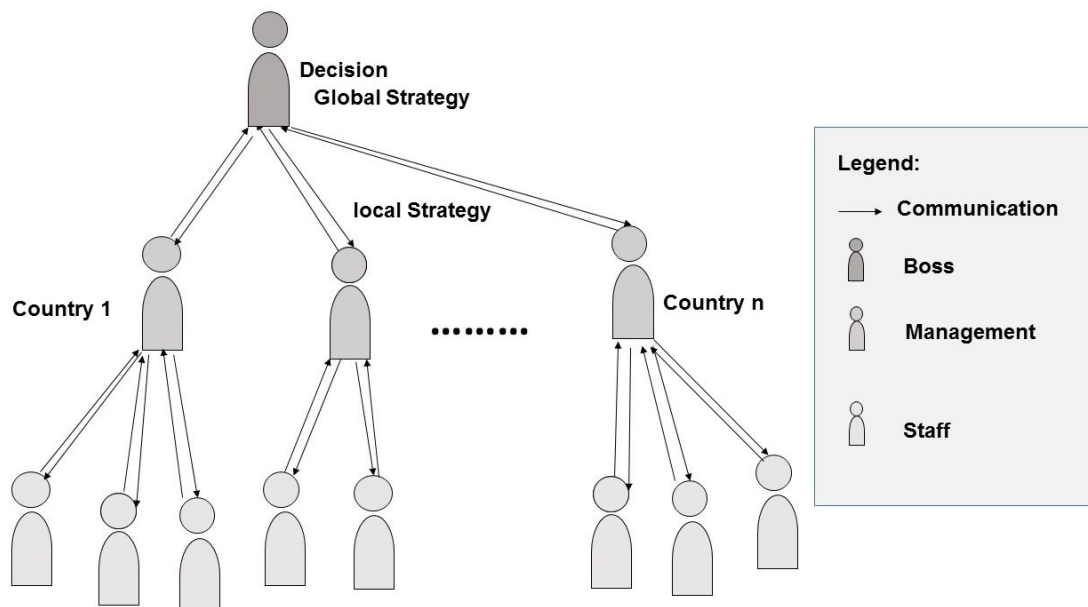 Decision
Global Strategy
local Strategy
Country 1
Country n
Legend:
Communication
Boss
Management
Staff